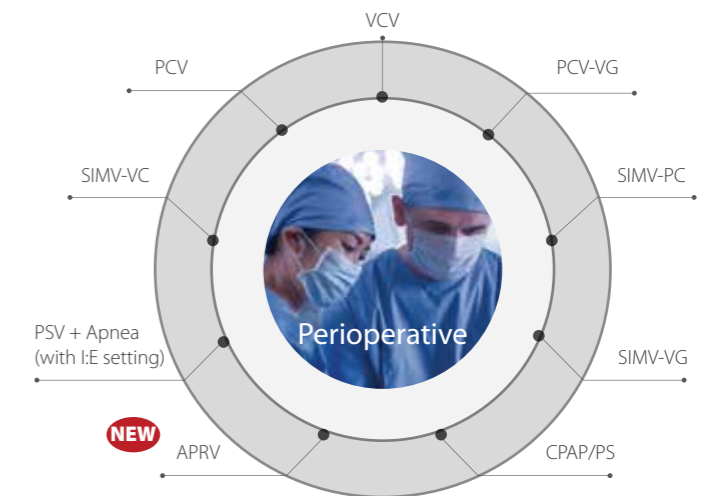 VCV
PCV
PCV-VG
SIMV-VC
SIMV-PC
Perioperative
PSV + Apnea
(with I:E setting)
SIMV-VG
NEW
APRV
CPAP/PS